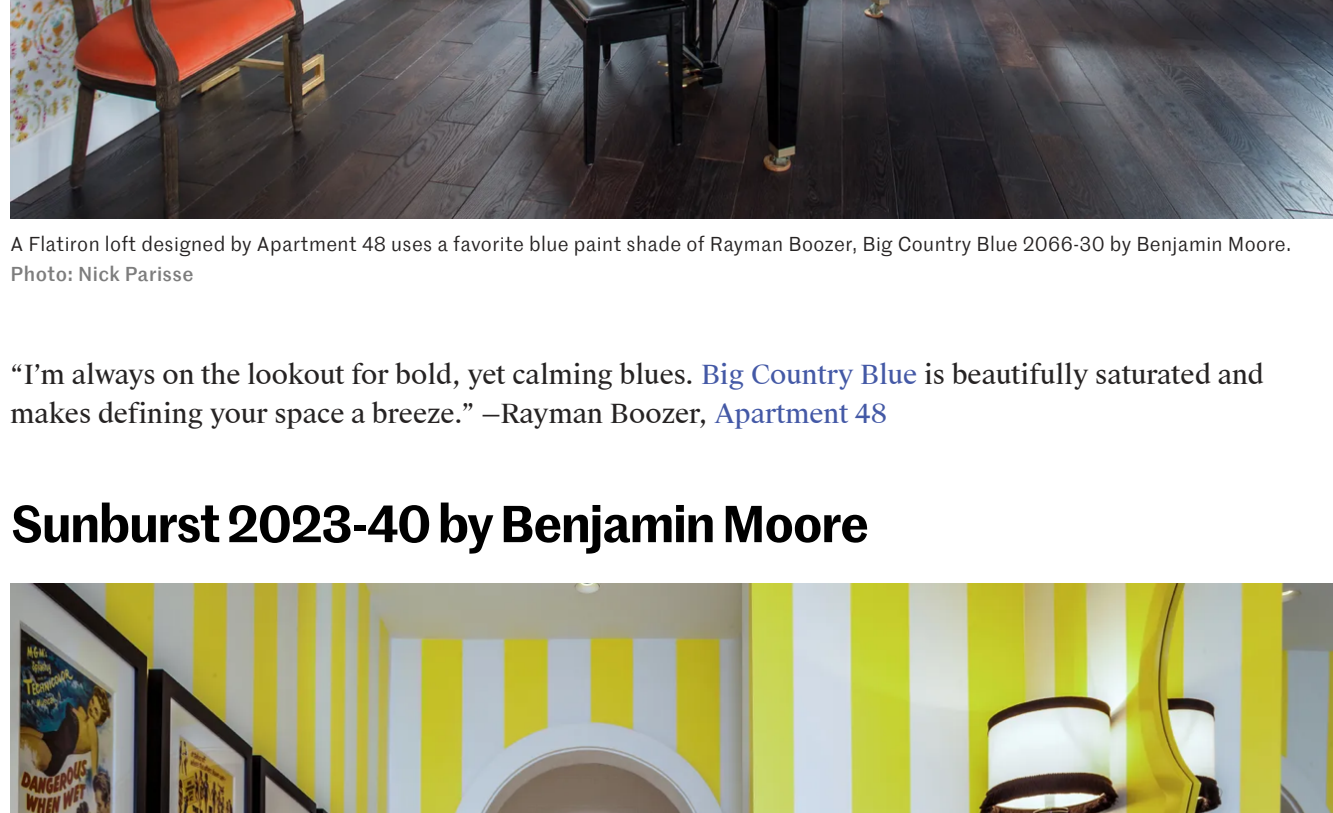 A Flatiron loft designed by Apartment 48 uses a favorite blue paint shade of Rayman Boozer, Big Country Blue 2066-30 by Benjamin Moore.
Photo: Nick Parisse
“I’m always on the lookout for bold, yet calming blues. Big Country Blue is beautifully saturated and
makes defining your space a breeze.” —Rayman Boozer, Apartment 48
Sunburst 2023-40 by Benjamin Moore
M-G-M's
TECHNICOLOR
DANGEROUS
WHEN WET